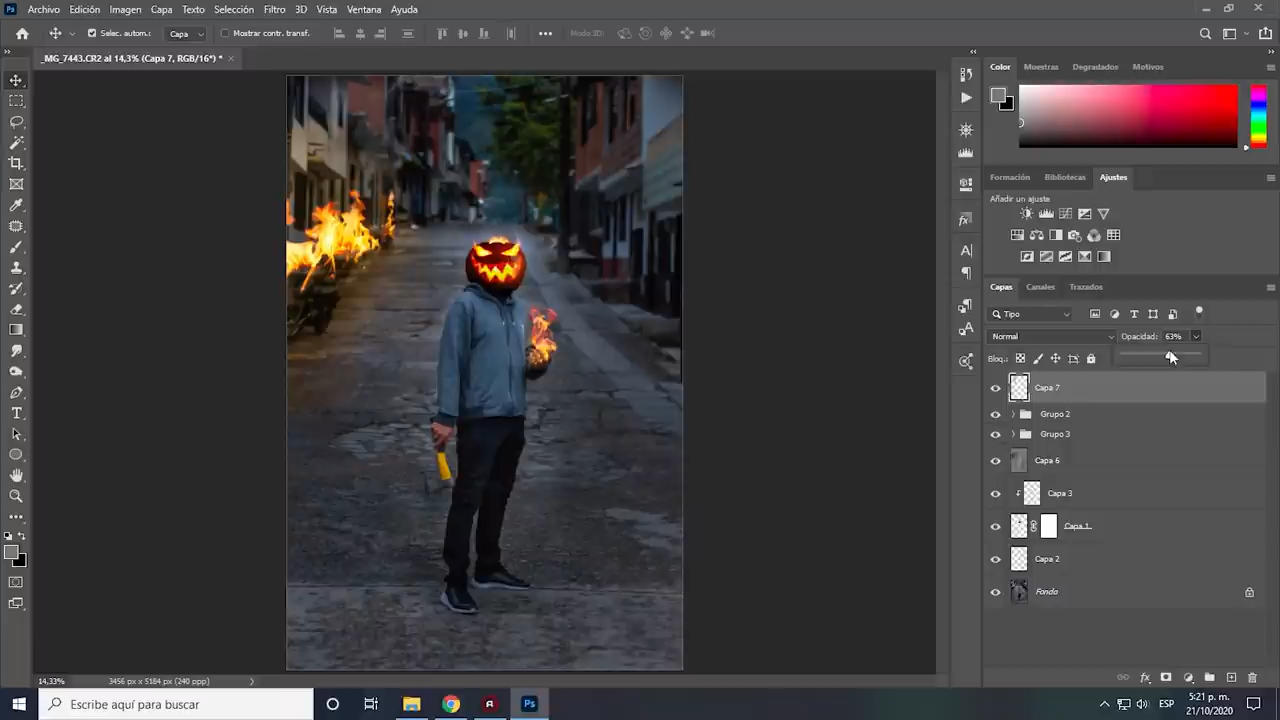 Ps Archivo Edición Imagen Capa Texto Selección Filtro 3D Vista Ventana Ayuda
Selec. autom.: Capa Mostrar contr. transf. Modo 3D:
_MG_7443.CR2 al 14,3% (Capa 7, RGB/16*) *
Color Muestras Degradados Motivos
Formación Bibliotecas Ajustes
Añadir un ajuste
Capas Canales Trazados
Tipo
Normal Opacidad: 63%
Bloq.:
Capa 7
Grupo 2
Grupo 3
Capa 6
Capa 3
Capa 1
Capa 2
Fondo
14,33% 3456 px x 5184 px (240 ppp)
Escribe aquí para buscar
Ps
ESP
5:21 p. m.
21/10/2020